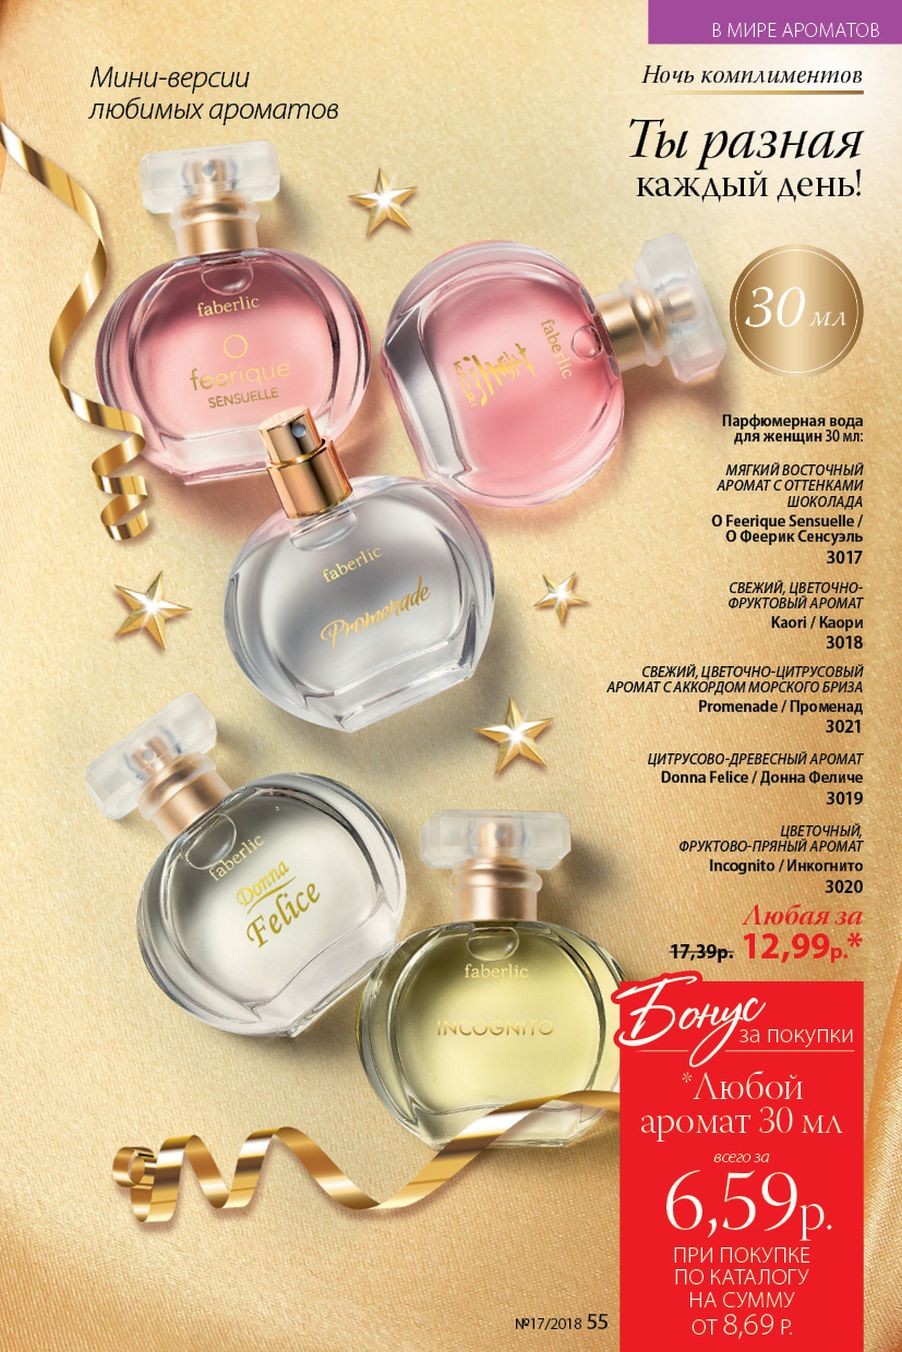 В МИРЕ АРОМАТОВ
Мини-версии
любимых ароматов
Ночь комплиментов
Ты разная
каждый день!
30 мл
faberlic
O
feerique
SENSUELLE
faberlic
faberlic
Promenade
faberlic
Donna
Felice
faberlic
INCOGNITO
Парфюмерная вода
для женщин 30 мл:
МЯГКИЙ ВОСТОЧНЫЙ
АРОМАТ С ОТТЕНКАМИ
ШОКОЛАДА
O Feerique Sensuelle /
О Феерик Сенсуэль
3017
СВЕЖИЙ, ЦВЕТОЧНО-
ФРУКТОВЫЙ АРОМАТ
Kaori / Каори
3018
СВЕЖИЙ, ЦВЕТОЧНО-ЦИТРУСОВЫЙ
АРОМАТ С АККОРДОМ МОРСКОГО БРИЗА
Promenade / Променад
3021
ЦИТРУСОВО-ДРЕВЕСНЫЙ АРОМАТ
Donna Felice / Донна Феличе
3019
ЦВЕТОЧНЫЙ,
ФРУКТОВО-ПРЯНЫЙ АРОМАТ
Incognito / Инкогнито
3020
Любая за
17,39р. 12,99р.*
Бонус
за покупки
*Любой
аромат 30 мл
всего за
6,59р.
ПРИ ПОКУПКЕ
ПО КАТАЛОГУ
НА СУММУ
ОТ 8,69 Р.
№17/2018 55